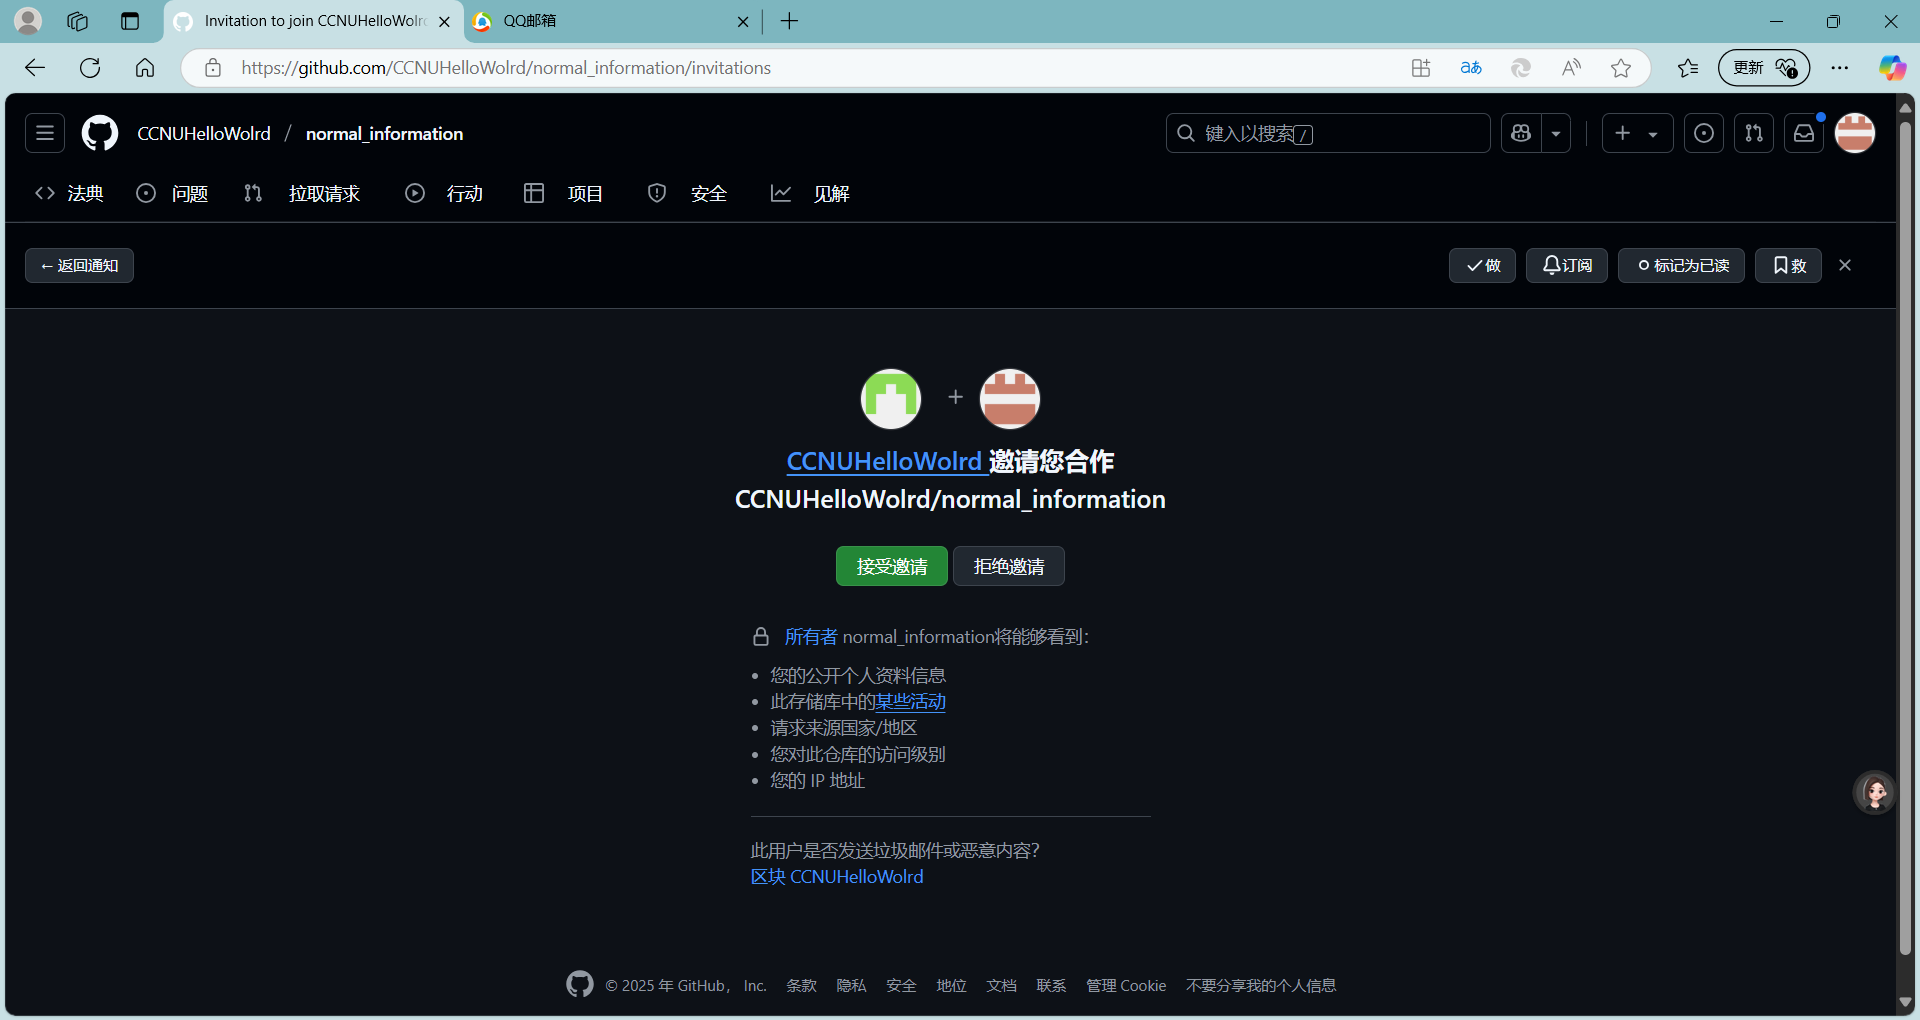 Invitation to join CCNUHelloWolr
QQ邮箱
https://github.com/CCNUHelloWolrd/normal_information/invitations
更新
CCNUHelloWolrd / normal_information
键入以搜索 /
法典 问题 拉取请求 行动 项目 安全 见解
← 返回通知
做 订阅 标记为已读 救
CCNUHelloWolrd 邀请您合作
CCNUHelloWolrd/normal_information
接受邀请 拒绝邀请
所有者 normal_information将能够看到：
• 您的公开个人资料信息
• 此存储库中的某些活动
• 请求来源国家/地区
• 您对此仓库的访问级别
• 您的 IP 地址
此用户是否发送垃圾邮件或恶意内容？
区块 CCNUHelloWolrd
© 2025 年 GitHub， Inc. 条款 隐私 安全 地位 文档 联系 管理 Cookie 不要分享我的个人信息